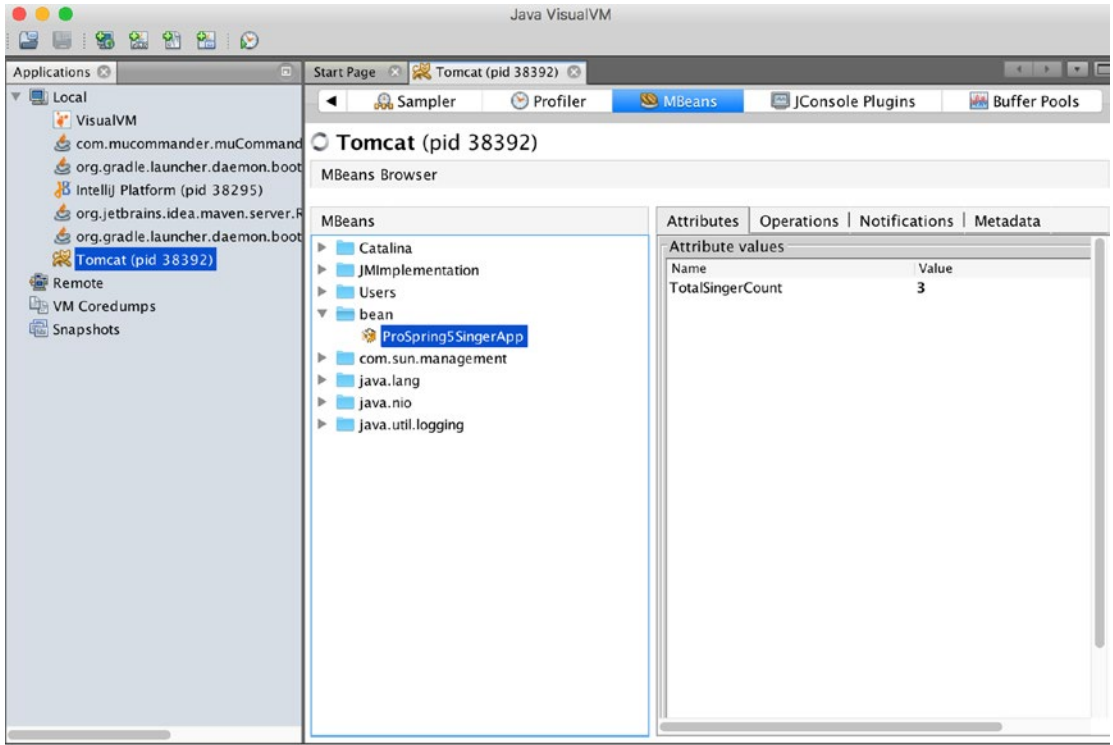 Java VisualVM
Applications
Local
VisualVM
com.mucommander.muCommand
org.gradle.launcher.daemon.boot
IntelliJ Platform (pid 38295)
org.jetbrains.idea.maven.server.R
org.gradle.launcher.daemon.boot
Tomcat (pid 38392)
Remote
VM Coredumps
Snapshots
Start Page
Tomcat (pid 38392)
Sampler
Profiler
MBeans
JConsole Plugins
Buffer Pools
Tomcat (pid 38392)
MBeans Browser
MBeans
Catalina
JMImplementation
Users
bean
ProSpring5SingerApp
com.sun.management
java.lang
java.nio
java.util.logging
Attributes
Operations
Notifications
Metadata
Attribute values
Name Value
TotalSingerCount 3